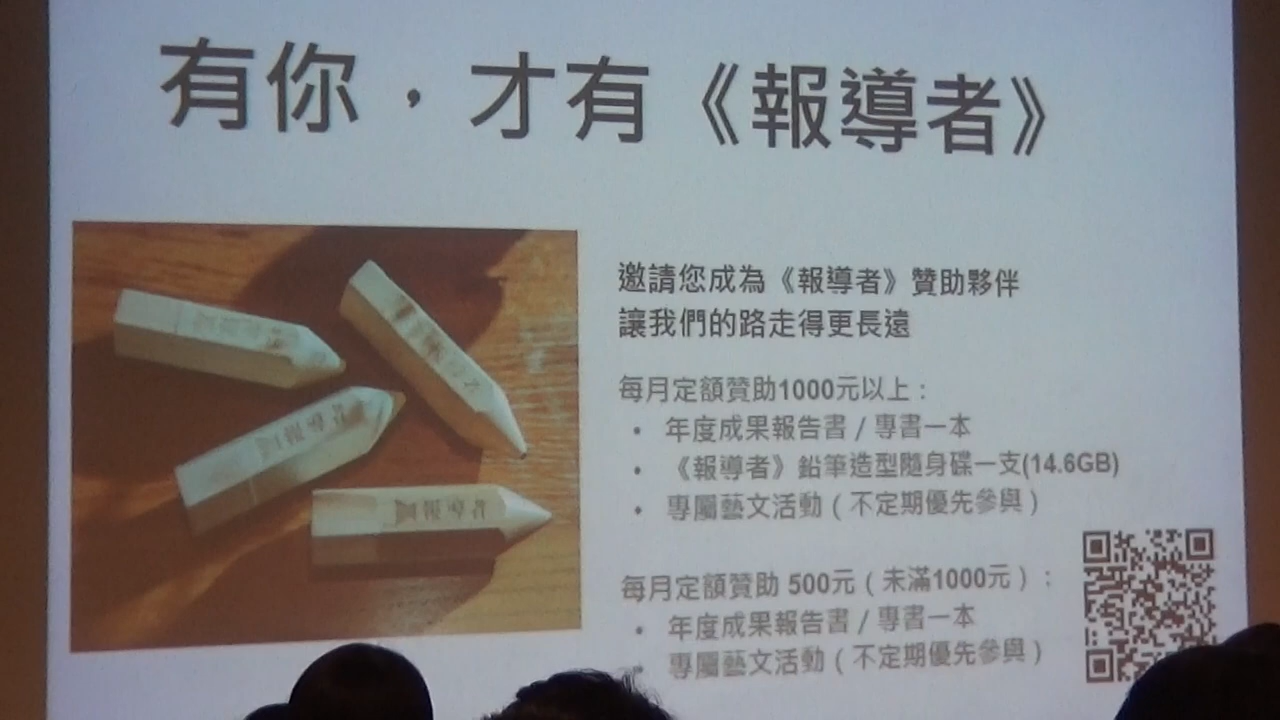 有你，才有《報導者》
邀請您成為《報導者》贊助夥伴
讓我們的路走得更長遠
每月定額贊助1000元以上：
• 年度成果報告書 / 專書一本
• 《報導者》鉛筆造型隨身碟一支(14.6GB)
• 專屬藝文活動（不定期優先參與）
每月定額贊助 500元（未滿1000元）：
• 年度成果報告書 / 專書一本
• 專屬藝文活動（不定期優先參與）